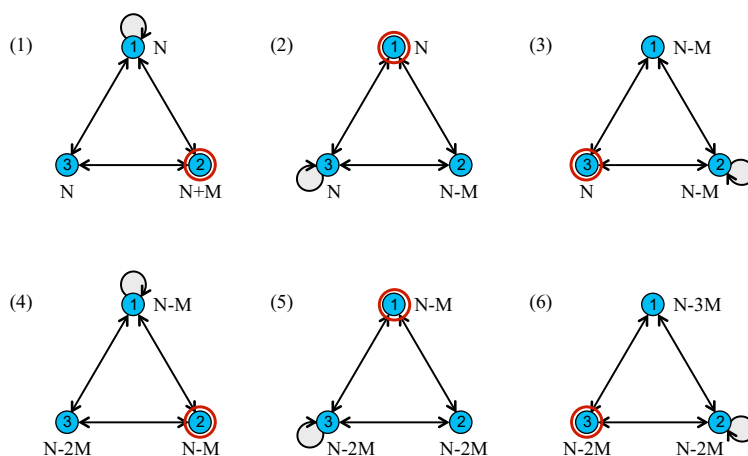 (1) 1 N (2) 1 N (3) 1 N-M
3 2 3 2 3 2
N N+M N N-M N N-M
(4) 1 N-M (5) 1 N-M (6) 1 N-3M
3 2 3 2 3 2
N-2M N-M N-2M N-2M N-2M N-2M